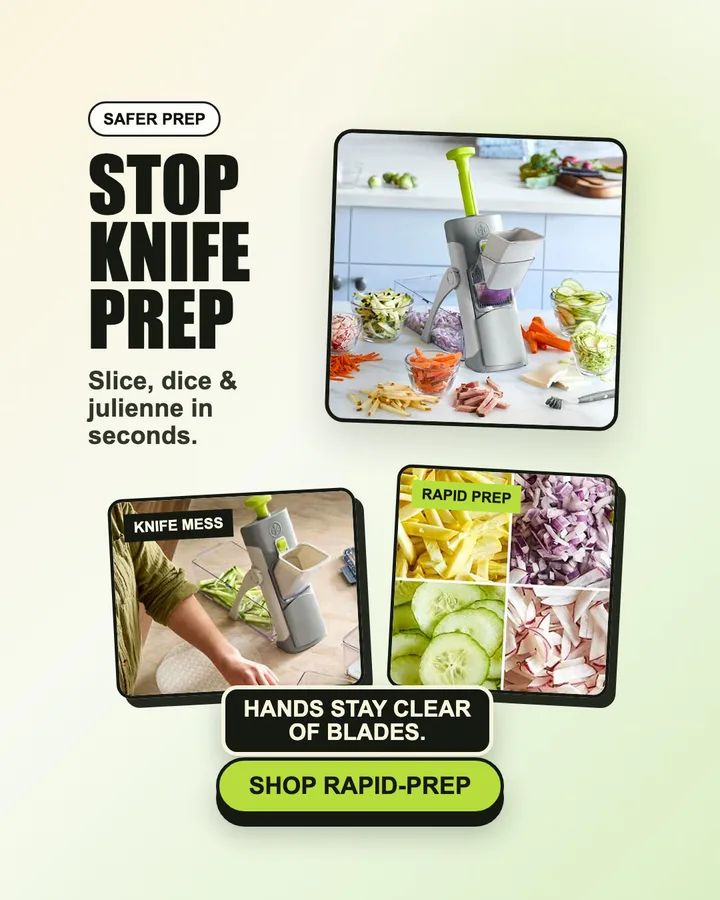 SAFER PREP
STOP
KNIFE
PREP
Slice, dice &
julienne in
seconds.
KNIFE MESS
RAPID PREP
HANDS STAY CLEAR
OF BLADES.
SHOP RAPID-PREP